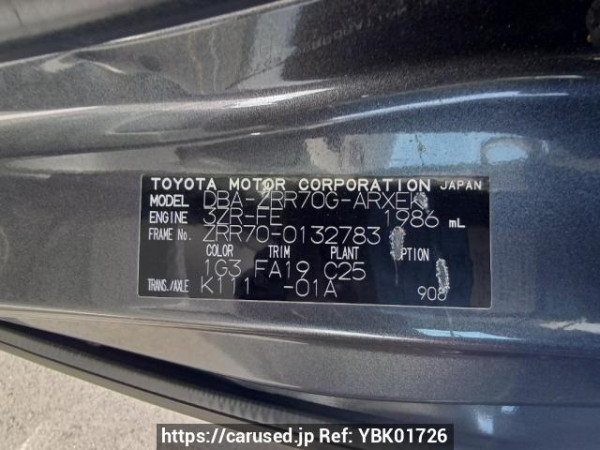 TOYOTA MOTOR CORPORATION JAPAN
MODEL DBA-ZRR70G-ARXEK
ENGINE 3ZR-FE 1986 mL
FRAME No. ZRR70-0132783
COLOR TRIM PLANT OPTION
1G3 FA19 C25
TRANS./AXLE K111 -01A 908
https://carused.jp Ref: YBK01726